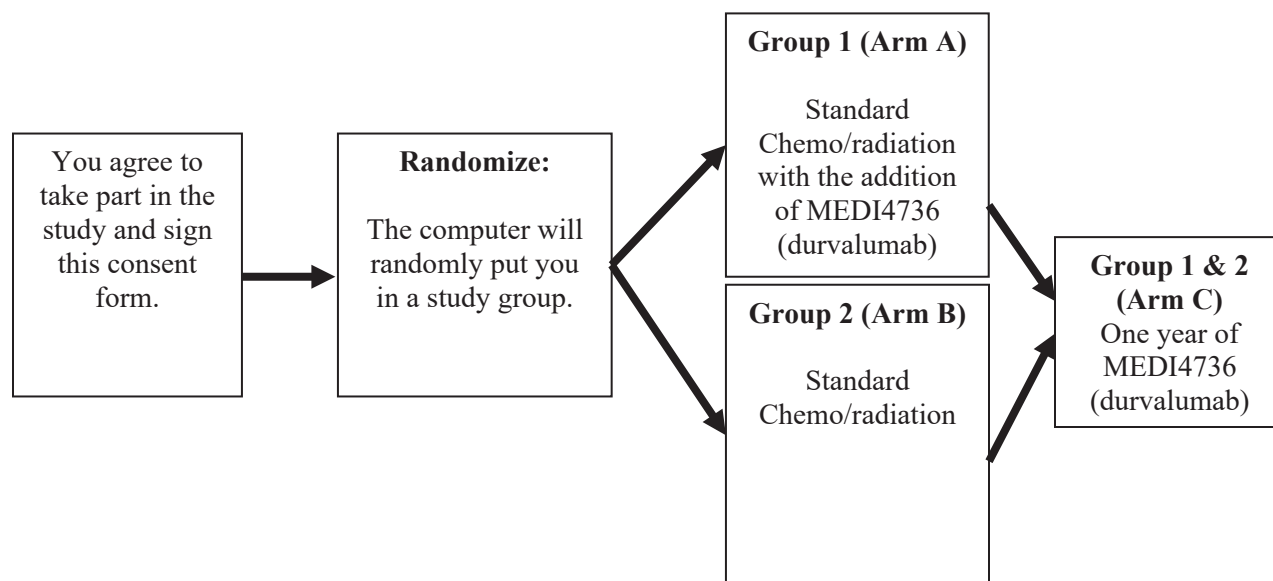 You agree to
take part in the
study and sign
this consent
form.
Randomize:
The computer will
randomly put you
in a study group.
Group 1 (Arm A)
Standard
Chemo/radiation
with the addition
of MEDI4736
(durvalumab)
Group 2 (Arm B)
Standard
Chemo/radiation
Group 1 & 2
(Arm C)
One year of
MEDI4736
(durvalumab)